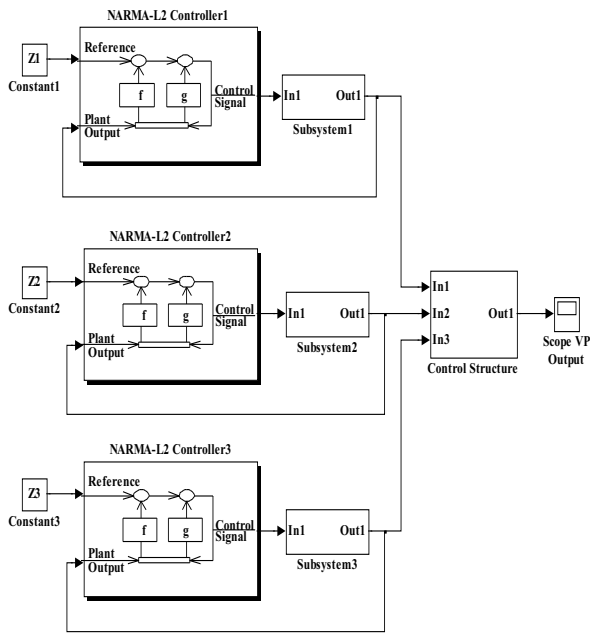 NARMA-L2 Controller1
Z1
Constant1
Reference
f
g
Control
Signal
Plant
Output
In1
Out1
Subsystem1
NARMA-L2 Controller2
Z2
Constant2
Reference
f
g
Control
Signal
Plant
Output
In1
Out1
Subsystem2
In1
In2
In3
Out1
Control Structure
Scope VP
Output
NARMA-L2 Controller3
Z3
Constant3
Reference
f
g
Control
Signal
Plant
Output
In1
Out1
Subsystem3